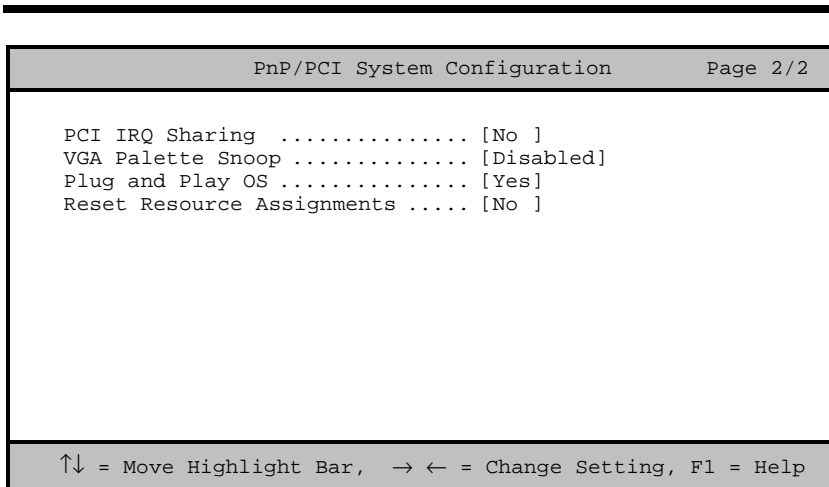 PnP/PCI System Configuration Page 2/2
PCI IRQ Sharing ............... [No ]
VGA Palette Snoop .............. [Disabled]
Plug and Play OS ............... [Yes]
Reset Resource Assignments ..... [No ]
↑↓ = Move Highlight Bar, → ← = Change Setting, F1 = Help